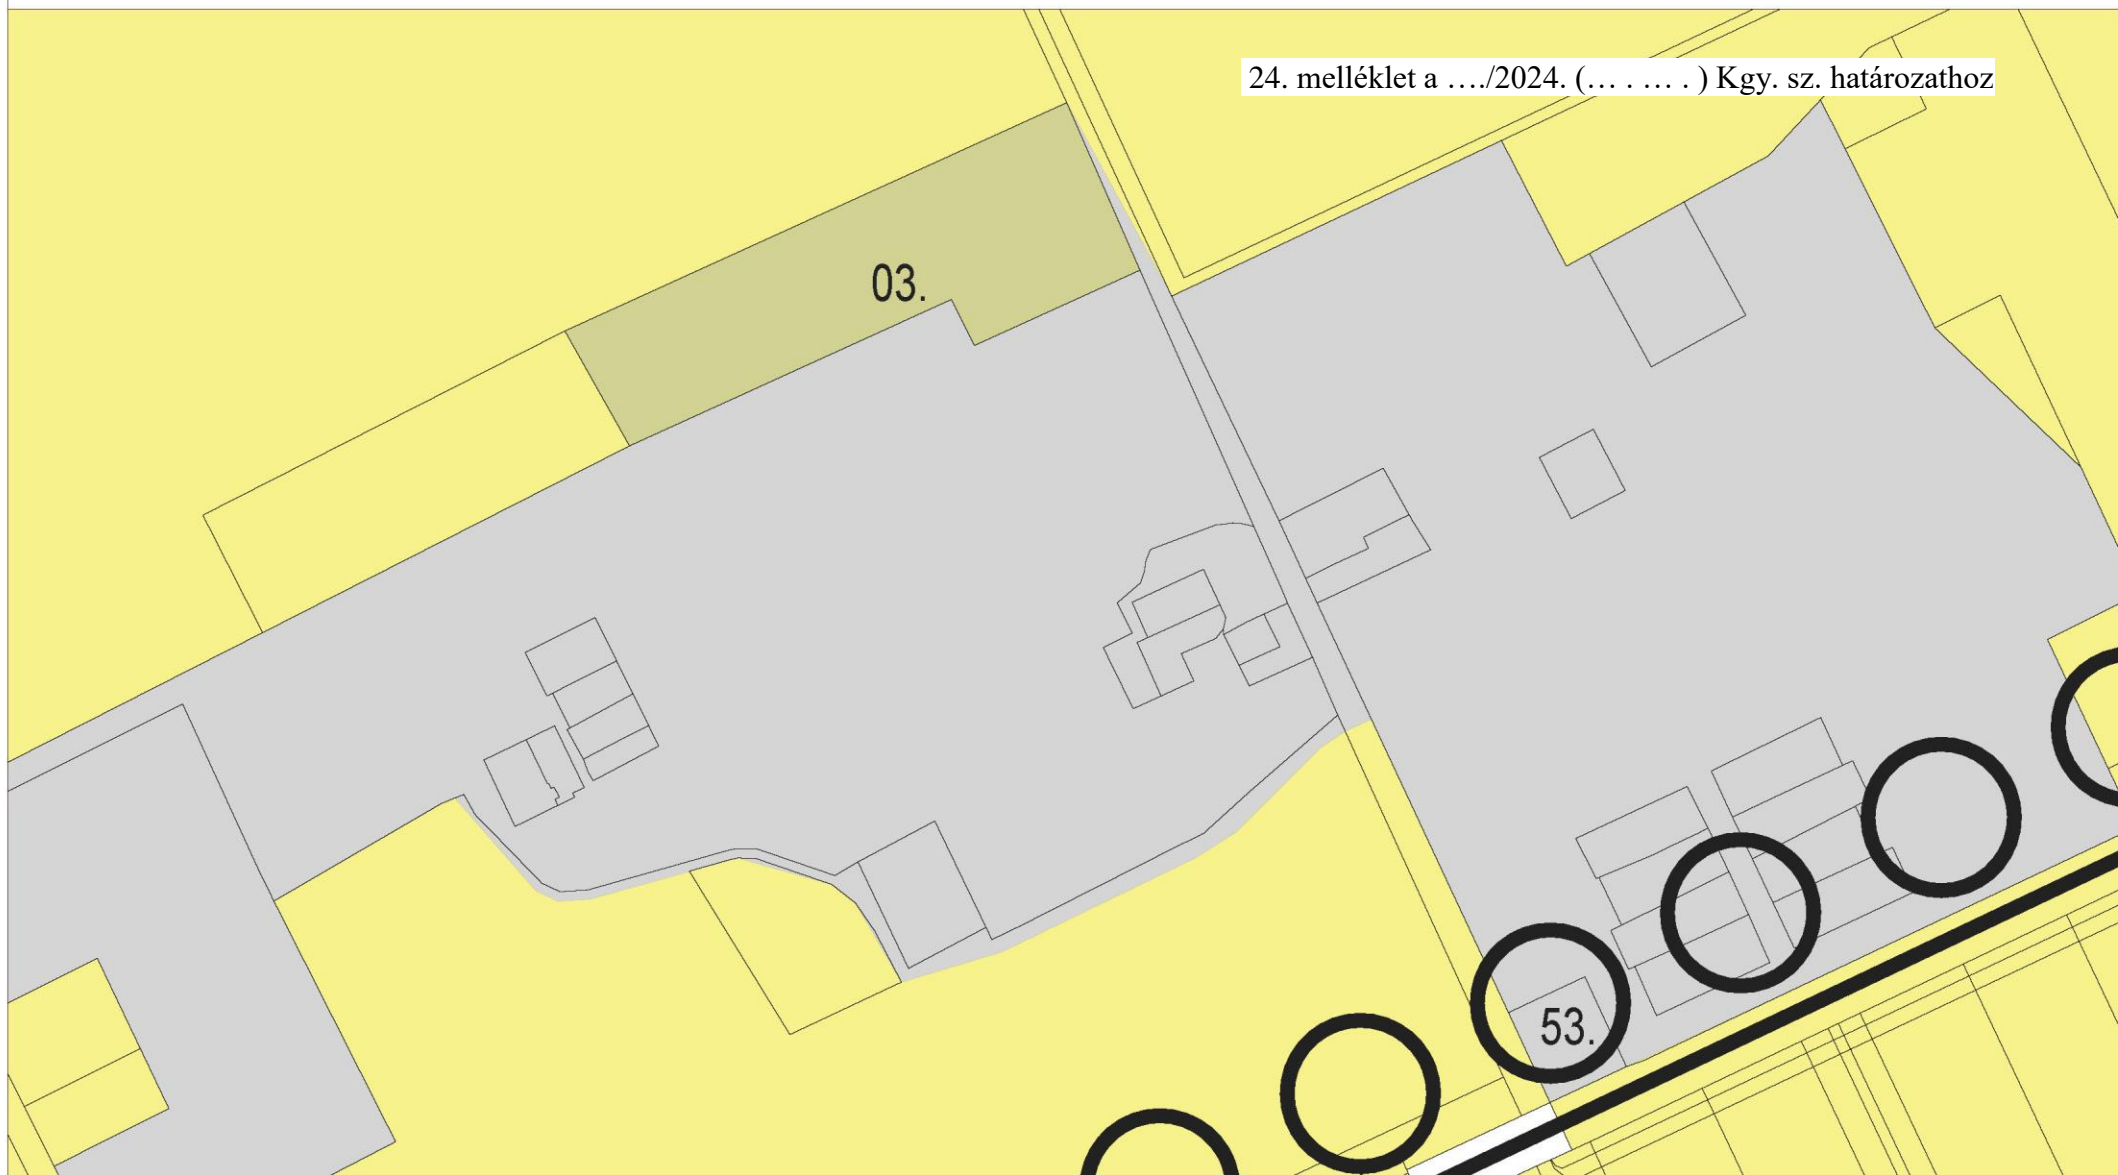 24. melléklet a …./2024. (… . … . ) Kgy. sz. határozathoz
03.
53.